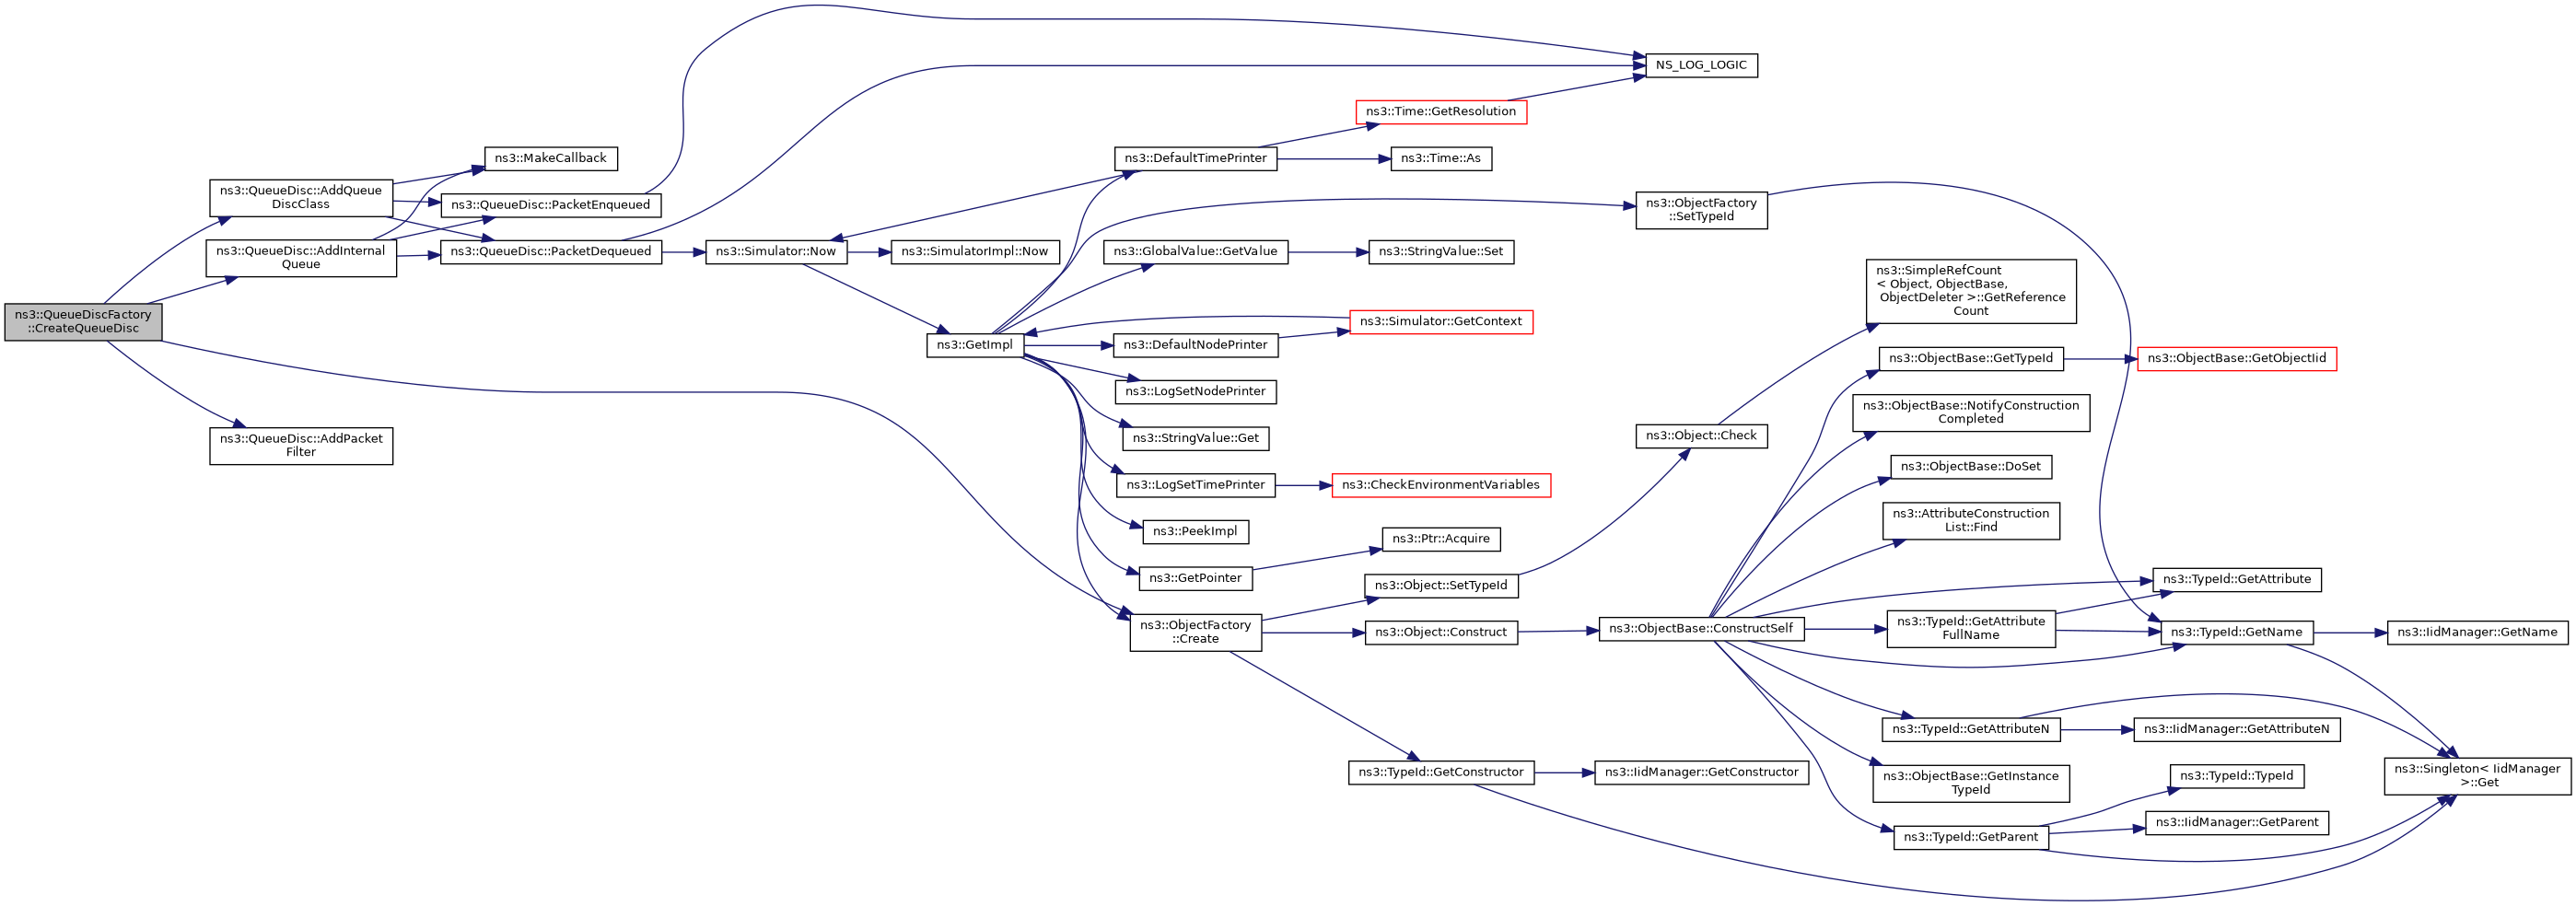 ns3::QueueDiscFactory
::CreateQueueDisc
ns3::QueueDisc::AddQueue
DiscClass
ns3::QueueDisc::AddInternal
Queue
ns3::QueueDisc::AddPacket
Filter
ns3::MakeCallback
ns3::QueueDisc::PacketEnqueued
ns3::QueueDisc::PacketDequeued
ns3::Simulator::Now
ns3::SimulatorImpl::Now
ns3::GetImpl
ns3::DefaultTimePrinter
ns3::GlobalValue::GetValue
ns3::DefaultNodePrinter
ns3::LogSetNodePrinter
ns3::StringValue::Get
ns3::LogSetTimePrinter
ns3::PeekImpl
ns3::GetPointer
ns3::ObjectFactory
::Create
ns3::Time::GetResolution
ns3::Time::As
ns3::StringValue::Set
ns3::Simulator::GetContext
ns3::CheckEnvironmentVariables
ns3::Ptr::Acquire
ns3::Object::SetTypeId
ns3::Object::Construct
ns3::TypeId::GetConstructor
NS_LOG_LOGIC
ns3::ObjectFactory
::SetTypeId
ns3::Object::Check
ns3::ObjectBase::ConstructSelf
ns3::IidManager::GetConstructor
ns3::SimpleRefCount
< Object, ObjectBase,
ObjectDeleter >::GetReference
Count
ns3::ObjectBase::GetTypeId
ns3::ObjectBase::NotifyConstruction
Completed
ns3::ObjectBase::DoSet
ns3::AttributeConstruction
List::Find
ns3::TypeId::GetAttribute
FullName
ns3::TypeId::GetAttributeN
ns3::ObjectBase::GetInstance
TypeId
ns3::TypeId::GetParent
ns3::ObjectBase::GetObjectIid
ns3::TypeId::GetAttribute
ns3::TypeId::GetName
ns3::IidManager::GetAttributeN
ns3::TypeId::TypeId
ns3::IidManager::GetParent
ns3::IidManager::GetName
ns3::Singleton< IidManager
>::Get